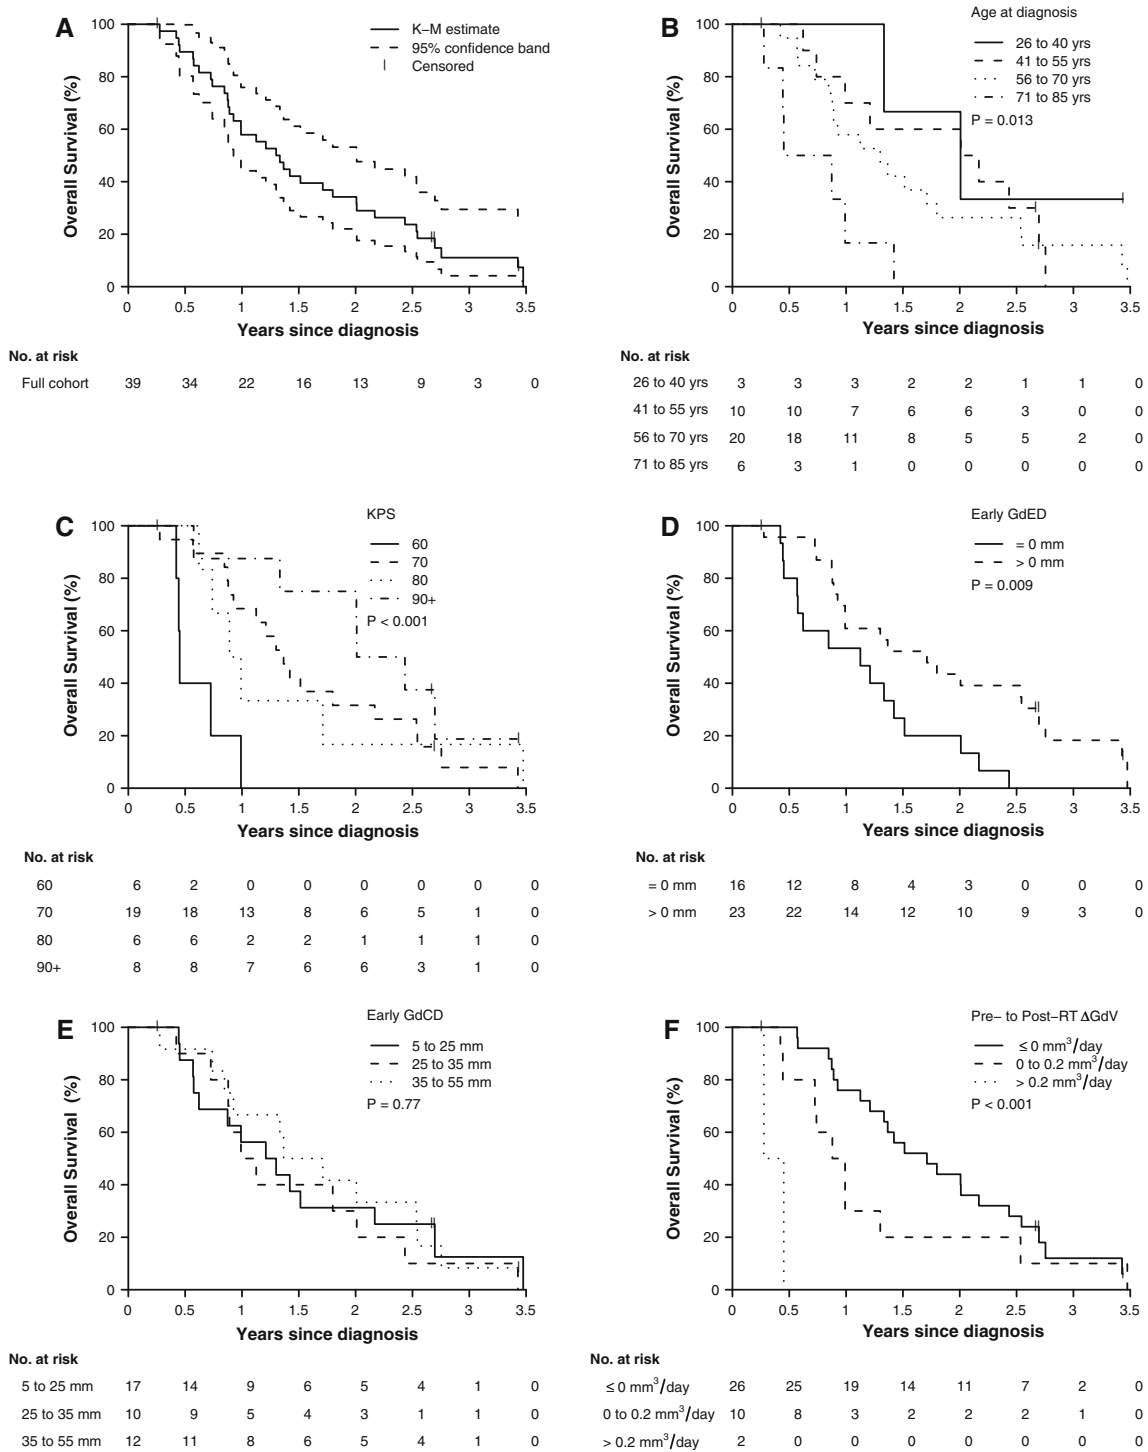 A
K–M estimate
95% confidence band
Censored
Overall Survival (%)
100
80
60
40
20
0
0 0.5 1 1.5 2 2.5 3 3.5
Years since diagnosis
No. at risk
Full cohort 39 34 22 16 13 9 3 0
B
Age at diagnosis
26 to 40 yrs
41 to 55 yrs
56 to 70 yrs
71 to 85 yrs
P = 0.013
Overall Survival (%)
100
80
60
40
20
0
0 0.5 1 1.5 2 2.5 3 3.5
Years since diagnosis
No. at risk
26 to 40 yrs 3 3 3 2 2 1 1 0
41 to 55 yrs 10 10 7 6 6 3 0 0
56 to 70 yrs 20 18 11 8 5 5 2 0
71 to 85 yrs 6 3 1 0 0 0 0 0
C
KPS
60
70
80
90+
P < 0.001
Overall Survival (%)
100
80
60
40
20
0
0 0.5 1 1.5 2 2.5 3 3.5
Years since diagnosis
No. at risk
60 6 2 0 0 0 0 0 0
70 19 18 13 8 6 5 1 0
80 6 6 2 2 1 1 1 0
90+ 8 8 7 6 6 3 1 0
D
Early GdED
= 0 mm
> 0 mm
P = 0.009
Overall Survival (%)
100
80
60
40
20
0
0 0.5 1 1.5 2 2.5 3 3.5
Years since diagnosis
No. at risk
= 0 mm 16 12 8 4 3 0 0 0
> 0 mm 23 22 14 12 10 9 3 0
E
Early GdCD
5 to 25 mm
25 to 35 mm
35 to 55 mm
P = 0.77
Overall Survival (%)
100
80
60
40
20
0
0 0.5 1 1.5 2 2.5 3 3.5
Years since diagnosis
No. at risk
5 to 25 mm 17 14 9 6 5 4 1 0
25 to 35 mm 10 9 5 4 3 1 1 0
35 to 55 mm 12 11 8 6 5 4 1 0
F
Pre– to Post–RT ΔGdV
≤ 0 mm³/day
0 to 0.2 mm³/day
> 0.2 mm³/day
P < 0.001
Overall Survival (%)
100
80
60
40
20
0
0 0.5 1 1.5 2 2.5 3 3.5
Years since diagnosis
No. at risk
≤ 0 mm³/day 26 25 19 14 11 7 2 0
0 to 0.2 mm³/day 10 8 3 2 2 2 1 0
> 0.2 mm³/day 2 0 0 0 0 0 0 0